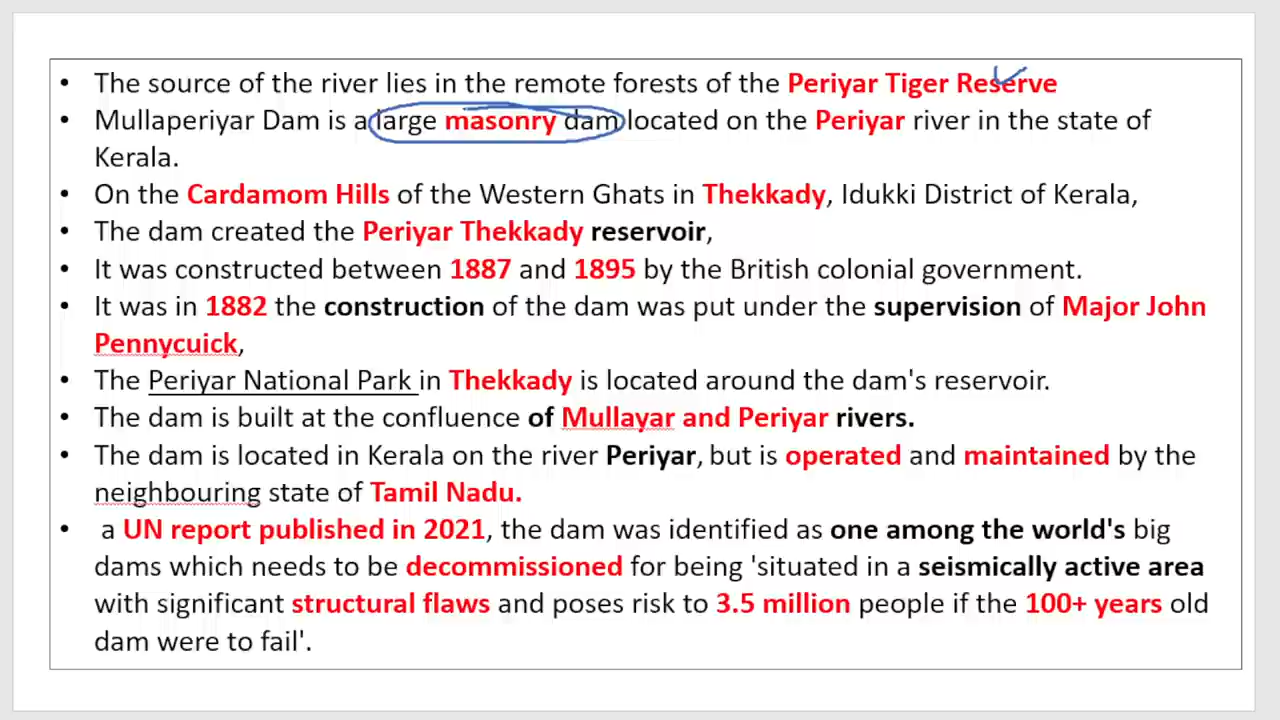 • The source of the river lies in the remote forests of the Periyar Tiger Reserve
• Mullaperiyar Dam is a large masonry dam located on the Periyar river in the state of
Kerala.
• On the Cardamom Hills of the Western Ghats in Thekkady, Idukki District of Kerala,
• The dam created the Periyar Thekkady reservoir,
• It was constructed between 1887 and 1895 by the British colonial government.
• It was in 1882 the construction of the dam was put under the supervision of Major John
Pennycuick,
• The Periyar National Park in Thekkady is located around the dam's reservoir.
• The dam is built at the confluence of Mullayar and Periyar rivers.
• The dam is located in Kerala on the river Periyar, but is operated and maintained by the
neighbouring state of Tamil Nadu.
• a UN report published in 2021, the dam was identified as one among the world's big
dams which needs to be decommissioned for being 'situated in a seismically active area
with significant structural flaws and poses risk to 3.5 million people if the 100+ years old
dam were to fail'.